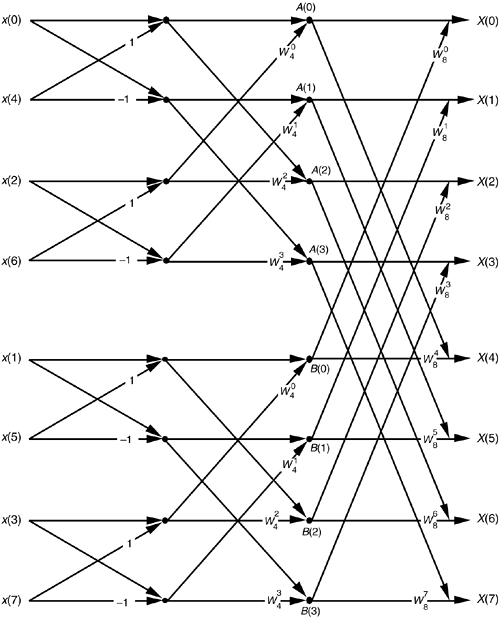 x(0) A(0) X(0)
1 W₄⁰ W₈⁰
x(4) −1 A(1) X(1)
W₄¹ W₈¹
x(2) W₄² A(2) X(2)
1 W₈²
x(6) −1 W₄³ A(3) X(3)
W₈³
x(1) B(0) W₈⁴ X(4)
1 W₄⁰
x(5) −1 B(1) W₈⁵ X(5)
W₄¹
x(3) W₄² B(2) W₈⁶ X(6)
1
x(7) −1 W₄³ B(3) W₈⁷ X(7)